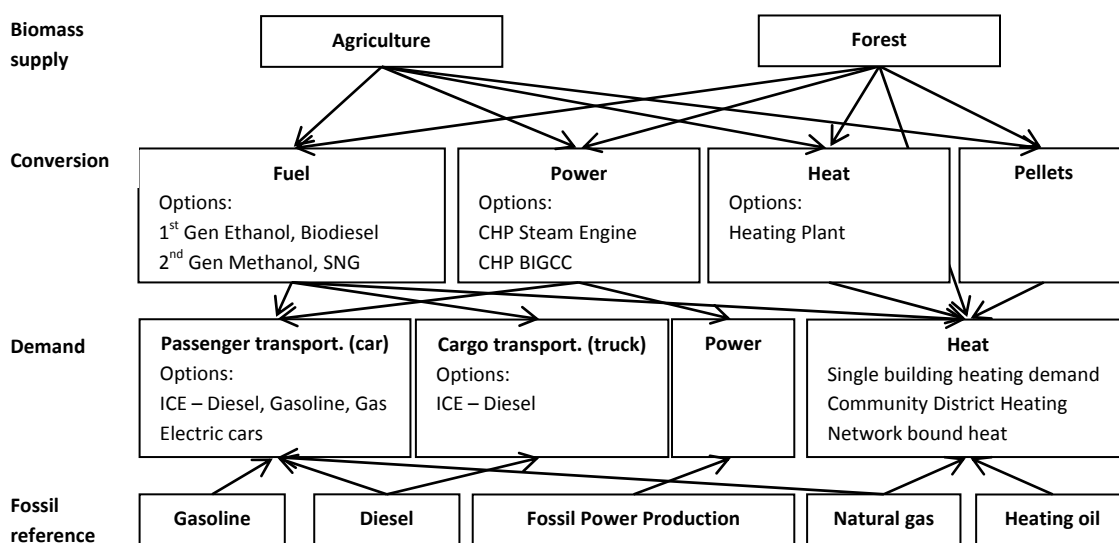 Biomass supply
Agriculture
Forest
Conversion
Fuel
Options:
1st Gen Ethanol, Biodiesel
2nd Gen Methanol, SNG
Power
Options:
CHP Steam Engine
CHP BIGCC
Heat
Options:
Heating Plant
Pellets
Demand
Passenger transport. (car)
Options:
ICE – Diesel, Gasoline, Gas
Electric cars
Cargo transport. (truck)
Options:
ICE – Diesel
Power
Heat
Single building heating demand
Community District Heating
Network bound heat
Fossil reference
Gasoline
Diesel
Fossil Power Production
Natural gas
Heating oil